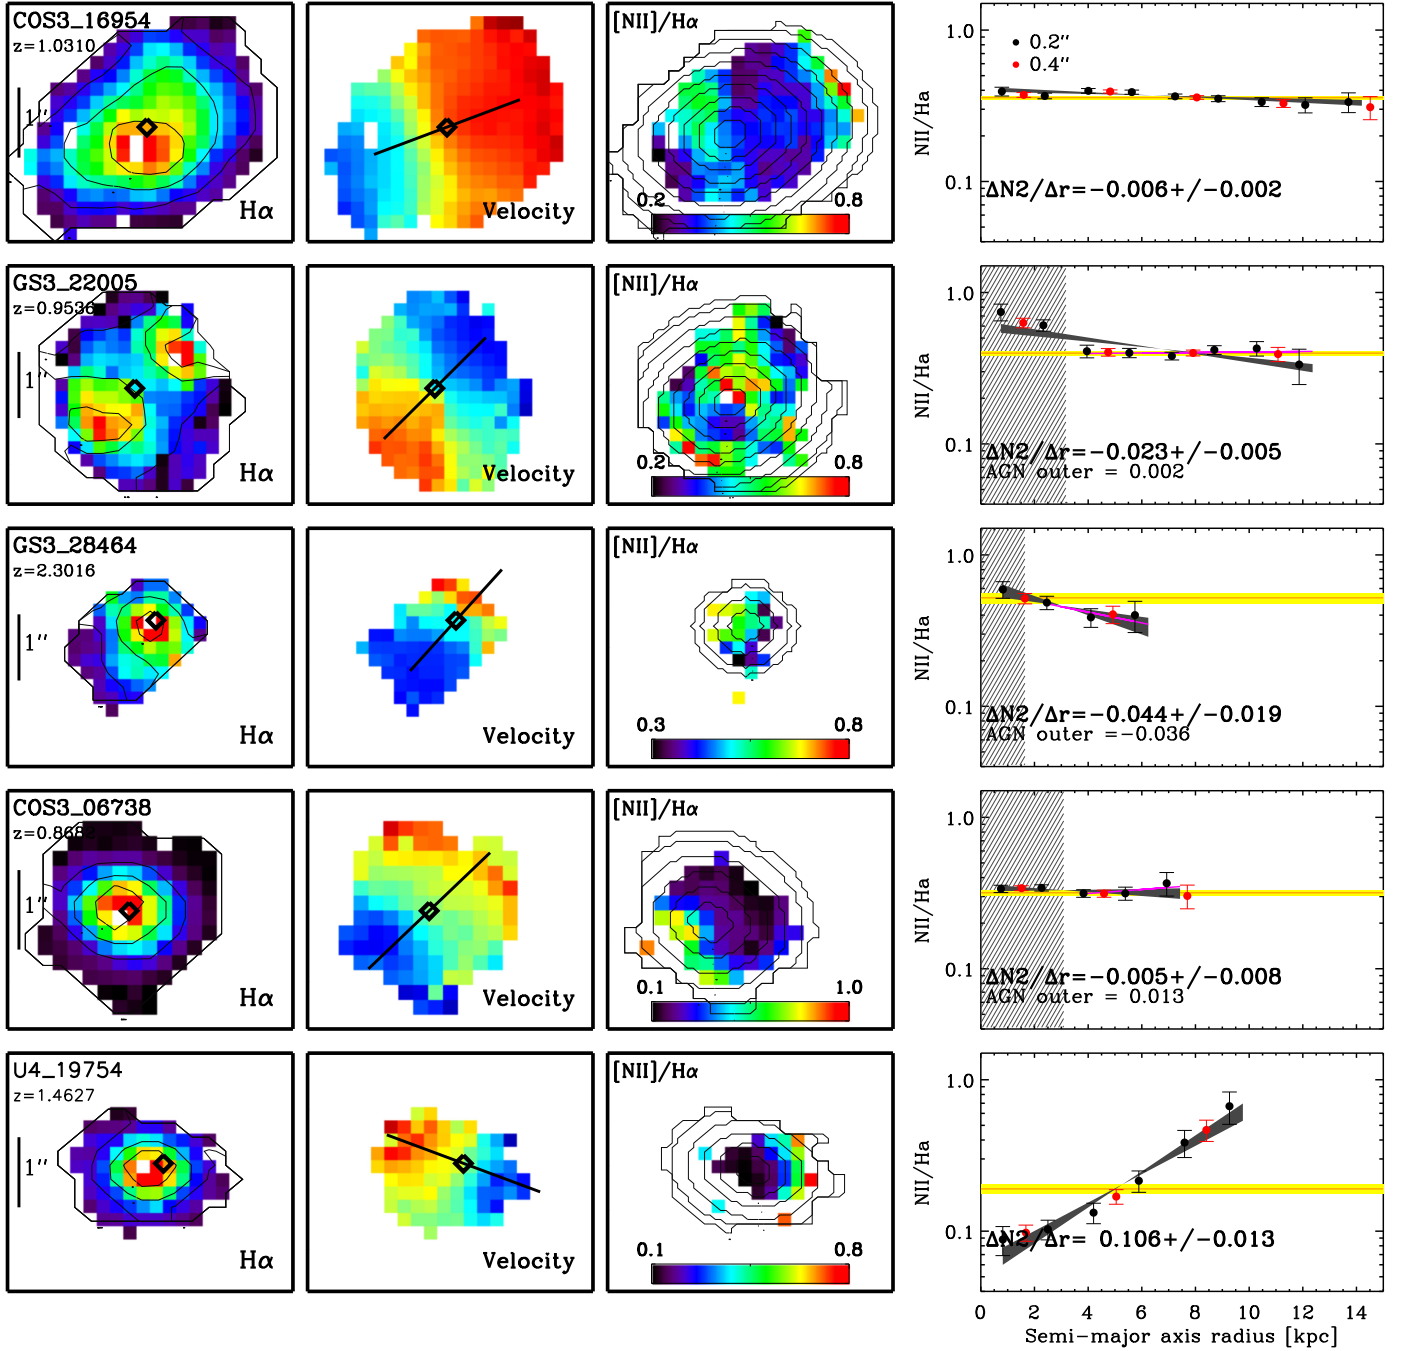 COS3_16954
z=1.0310
1''
Hα
Velocity
[NII]/Hα
0.2 0.8
1.0
0.1
NII/Ha
0.2''
0.4''
ΔN2/Δr=-0.006+/-0.002
GS3_22005
z=0.9536
1''
Hα
Velocity
[NII]/Hα
0.2 0.8
1.0
0.1
NII/Ha
ΔN2/Δr=-0.023+/-0.005
AGN outer = 0.002
GS3_28464
z=2.3016
1''
Hα
Velocity
[NII]/Hα
0.3 0.8
1.0
0.1
NII/Ha
ΔN2/Δr=-0.044+/-0.019
AGN outer =-0.036
COS3_06738
z=0.8682
1''
Hα
Velocity
[NII]/Hα
0.1 1.0
1.0
0.1
NII/Ha
ΔN2/Δr=-0.005+/-0.008
AGN outer = 0.013
U4_19754
z=1.4627
1''
Hα
Velocity
[NII]/Hα
0.1 0.8
1.0
0.1
NII/Ha
ΔN2/Δr= 0.106+/-0.013
0 2 4 6 8 10 12 14
Semi-major axis radius [kpc]